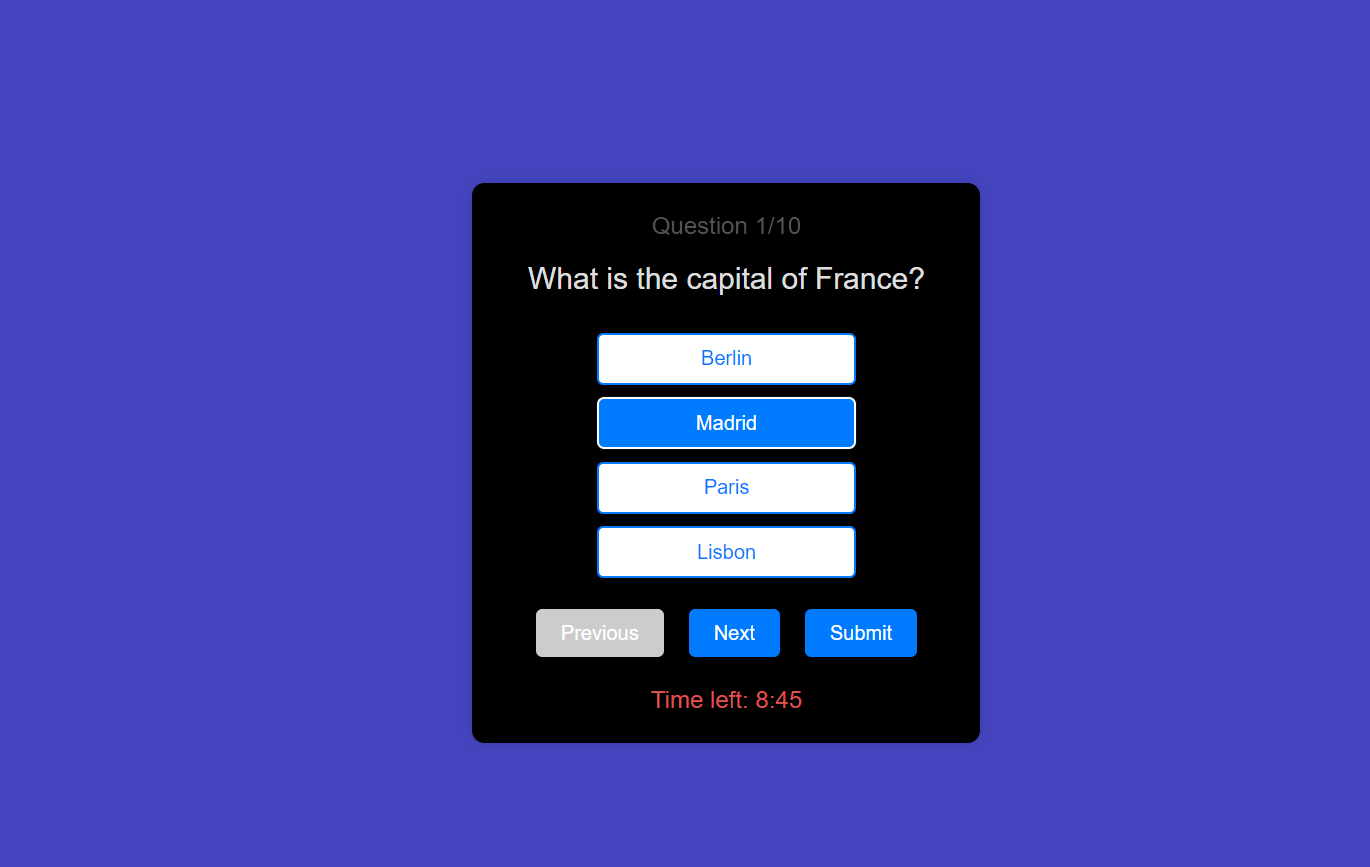 Question 1/10
What is the capital of France?
Berlin
Madrid
Paris
Lisbon
Previous Next Submit
Time left: 8:45